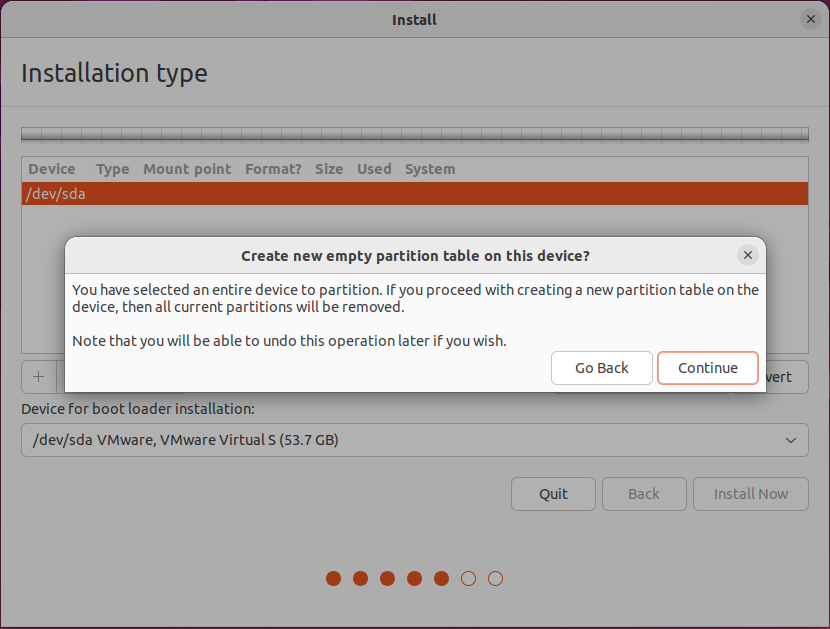 Install
Installation type
Device Type Mount point Format? Size Used System
/dev/sda
Create new empty partition table on this device?
You have selected an entire device to partition. If you proceed with creating a new partition table on the
device, then all current partitions will be removed.
Note that you will be able to undo this operation later if you wish.
Go Back Continue
+ vert
Device for boot loader installation:
/dev/sda VMware, VMware Virtual S (53.7 GB)
Quit Back Install Now